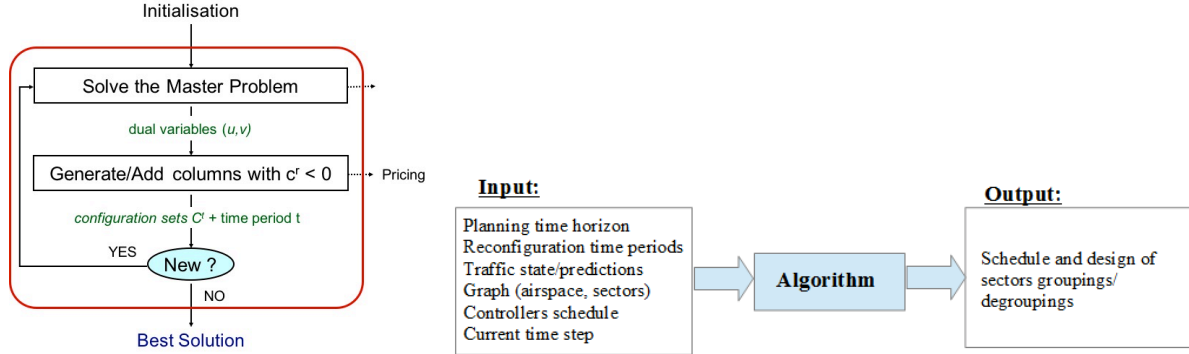 Initialisation
Solve the Master Problem
dual variables (u,v)
Generate/Add columns with cʳ < 0
Pricing
configuration sets Cᵗ + time period t
YES
New ?
NO
Best Solution
Input:
Planning time horizon
Reconfiguration time periods
Traffic state/predictions
Graph (airspace, sectors)
Controllers schedule
Current time step
Algorithm
Output:
Schedule and design of
sectors groupings/
degroupings